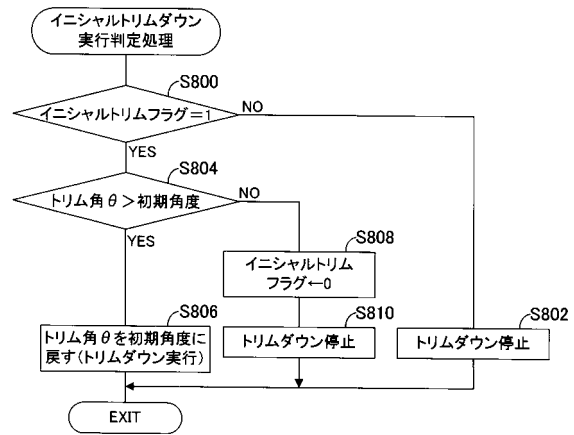 イニシャルトリムダウン
実行判定処理
S800
イニシャルトリムフラグ=1
NO
YES
S804
トリム角θ>初期角度
NO
YES
S808
イニシャルトリム
フラグ←0
S806
S810
S802
トリム角θを初期角度に
戻す(トリムダウン実行)
トリムダウン停止
トリムダウン停止
EXIT